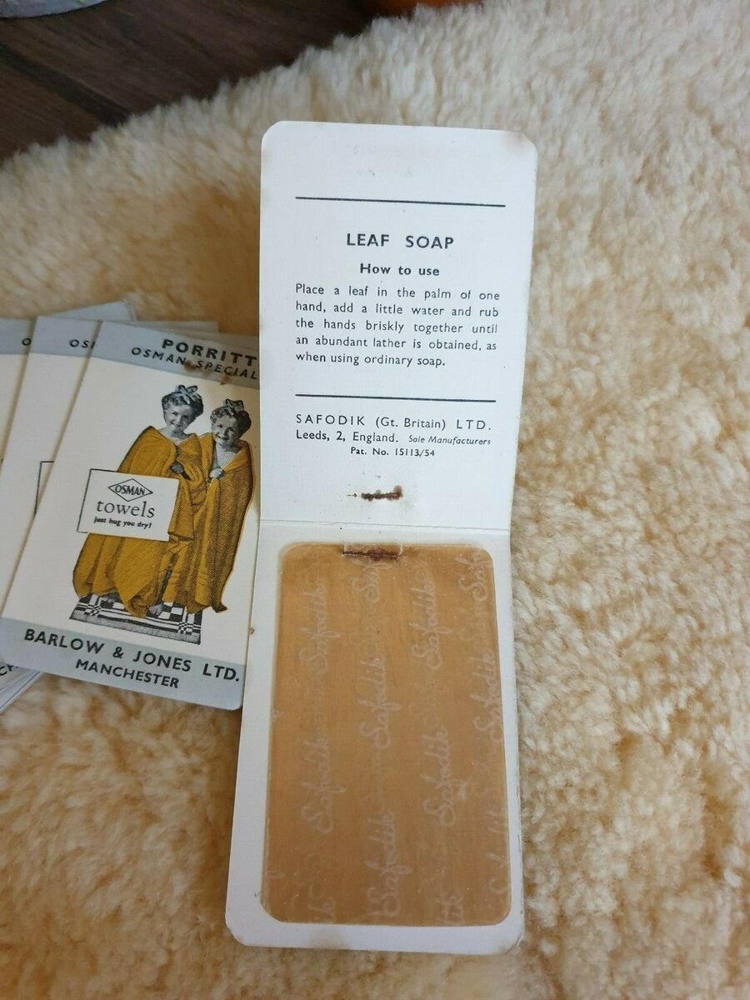 LEAF SOAP
How to use
Place a leaf in the palm of one
hand, add a little water and rub
the hands briskly together until
an abundant lather is obtained, as
when using ordinary soap.
SAFODIK (Gt. Britain) LTD.
Leeds, 2, England. Sole Manufacturers
Pat. No. 15113/54
PORRITT
OSMAN SPECIAL
OSMAN
towels
just hug you dry!
BARLOW & JONES LTD.
MANCHESTER
Safodik
Safodik
Safodik
Safodik
Safodik
Safodik
Safodik